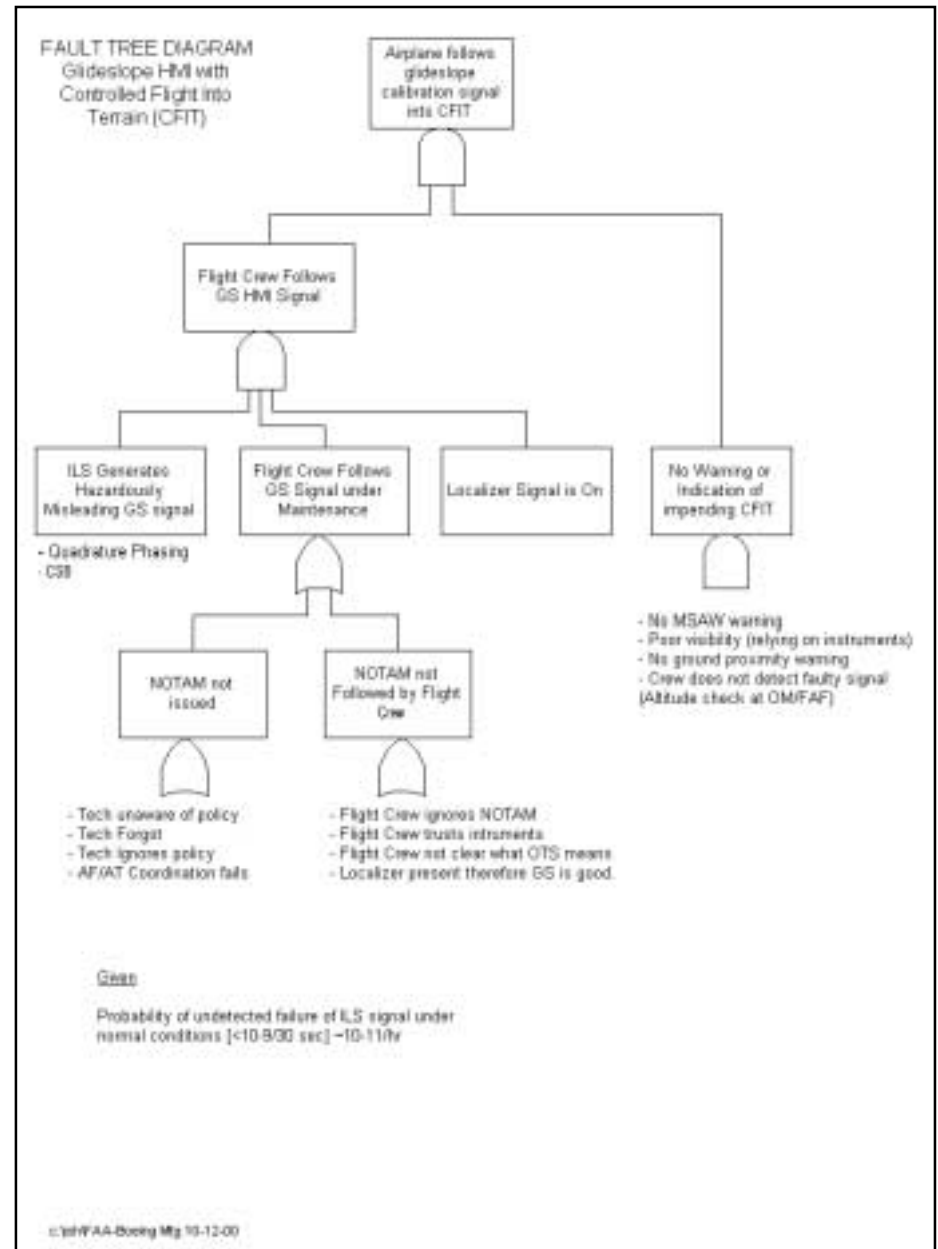 FAULT TREE DIAGRAM
Glideslope HMI with
Controlled Flight Into
Terrain (CFIT)
Airplane follows
glideslope
calibration signal
into CFIT
Flight Crew Follows
GS HMI Signal
ILS Generates
Hazardously
Misleading GS signal
- Quadrature Phasing
- CSB
Flight Crew Follows
GS Signal under
Maintenance
Localizer Signal is On
No Warning or
Indication of
impending CFIT
- No MSAW warning
- Poor visibility (relying on instruments)
- No ground proximity warning
- Crew does not detect faulty signal
(Altitude check at OM/FAF)
NOTAM not
issued
NOTAM not
Followed by Flight
Crew
- Tech unaware of policy
- Tech Forgot
- Tech ignores policy
- AF/AT Coordination fails
- Flight Crew ignores NOTAM
- Flight Crew trusts intruments
- Flight Crew not clear what OTS means
- Localizer present therefore GS is good.
Given
Probability of undetected failure of ILS signal under
normal conditions [<10-9/30 sec] ~10-11/hr
Mtg 10-12-00